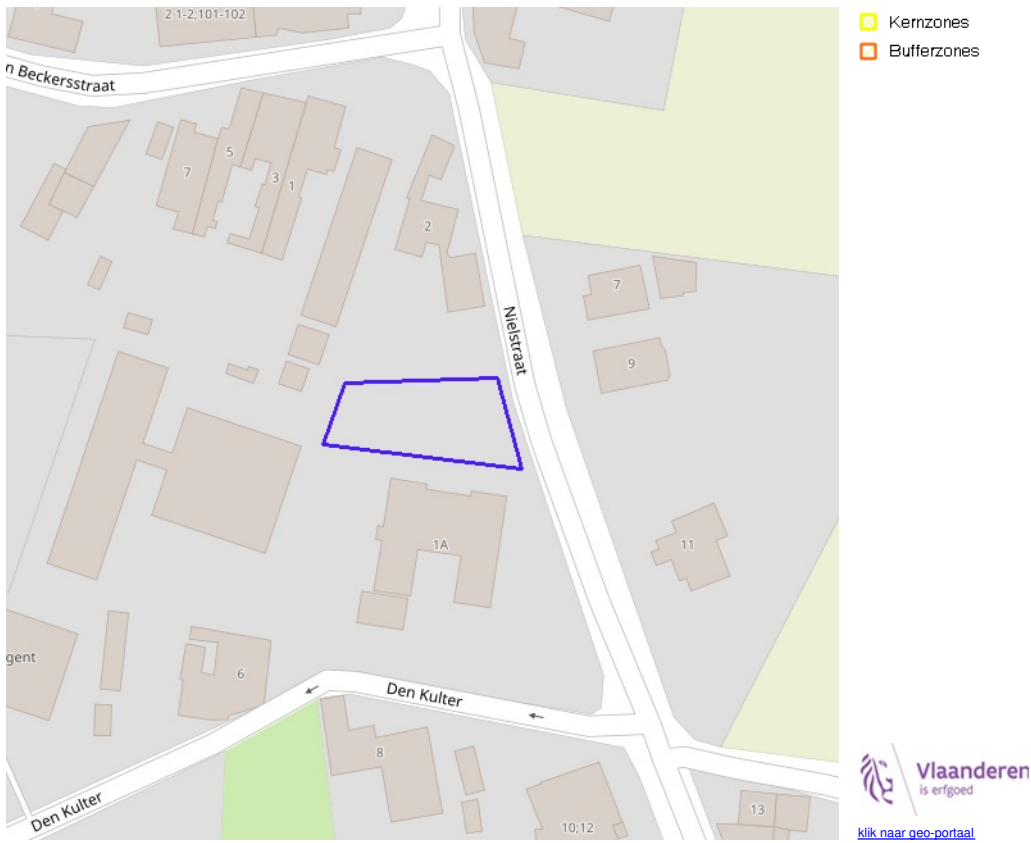 2 1-2;101-102
n Beckersstraat
5
7
3
1
2
Nielstraat
7
9
1A
11
gent
6
Den Kulter
8
Den Kulter
10;12
13
Kernzones
Bufferzones
Vlaanderen
is erfgoed
klik naar geo-portaal